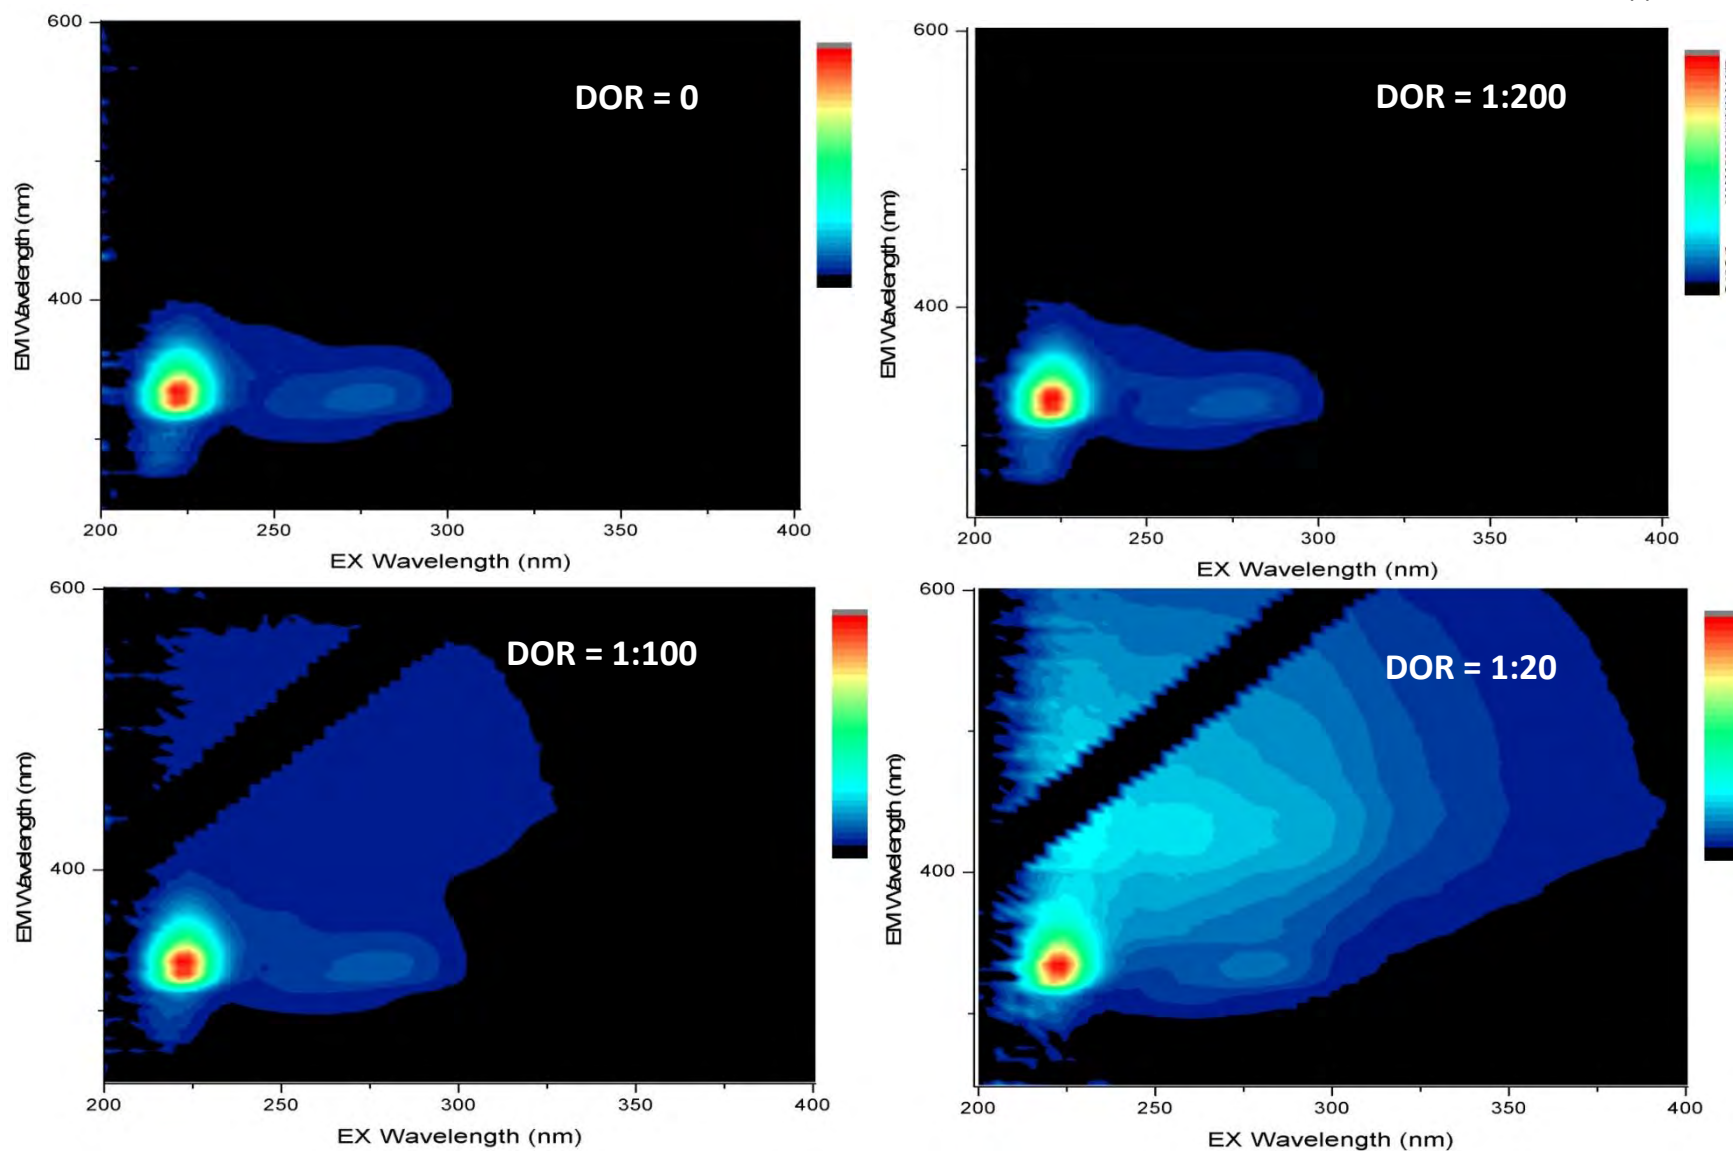 600
DOR = 0
EM Wavelength (nm)
400
200 250 300 350 400
EX Wavelength (nm)
600
DOR = 1:200
EM Wavelength (nm)
400
200 250 300 350 400
EX Wavelength (nm)
600
DOR = 1:100
EM Wavelength (nm)
400
200 250 300 350 400
EX Wavelength (nm)
600
DOR = 1:20
EM Wavelength (nm)
400
200 250 300 350 400
EX Wavelength (nm)